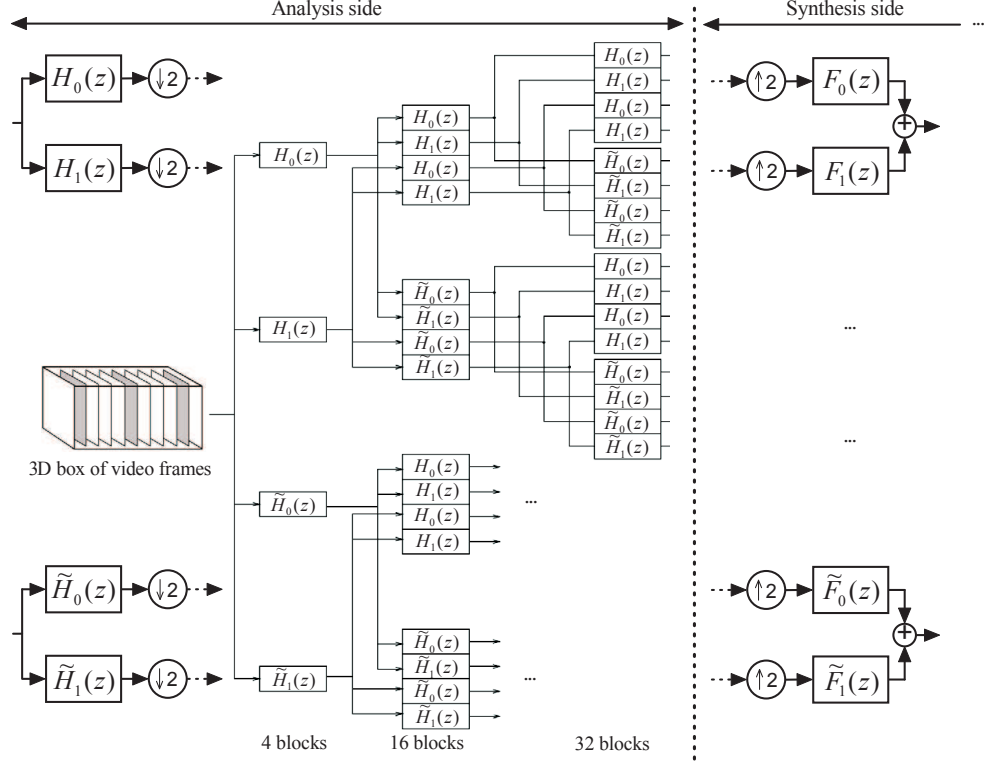 Analysis side
Synthesis side
...
H₀(z) ↓2
H₁(z) ↓2
H̃₀(z) ↓2
H̃₁(z) ↓2
3D box of video frames
H₀(z)
H₁(z)
H̃₀(z)
H̃₁(z)
4 blocks
H₀(z)
H₁(z)
H₀(z)
H₁(z)
H̃₀(z)
H̃₁(z)
H̃₀(z)
H̃₁(z)
H₀(z)
H₁(z)
H₀(z)
H₁(z)
...
H̃₀(z)
H̃₁(z)
H̃₀(z)
H̃₁(z)
...
16 blocks
H₀(z)
H₁(z)
H₀(z)
H₁(z)
H̃₀(z)
H̃₁(z)
H̃₀(z)
H̃₁(z)
H₀(z)
H₁(z)
H₀(z)
H₁(z)
H̃₀(z)
H̃₁(z)
H̃₀(z)
H̃₁(z)
32 blocks
↑2 F₀(z)
+
↑2 F₁(z)
...
...
↑2 F̃₀(z)
+
↑2 F̃₁(z)